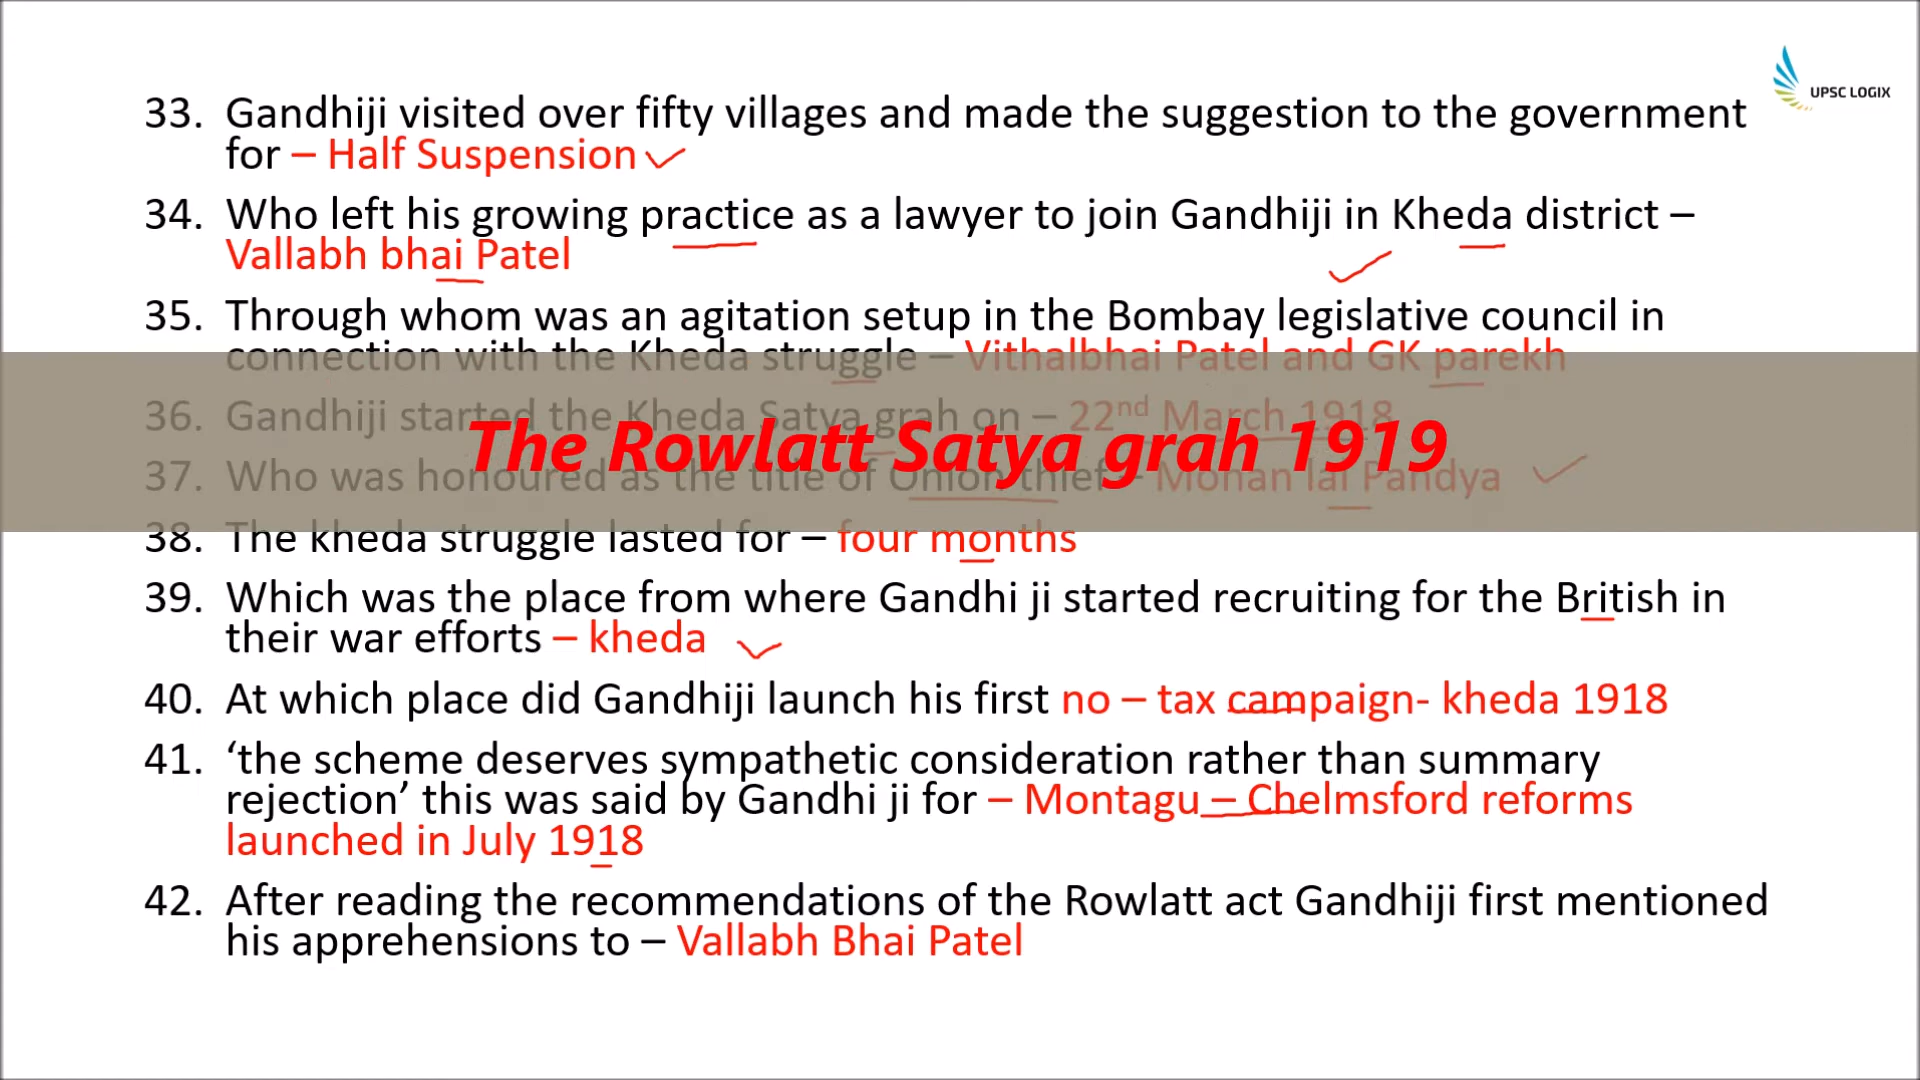 UPSC LOGIX
33. Gandhiji visited over fifty villages and made the suggestion to the government
for – Half Suspension
34. Who left his growing practice as a lawyer to join Gandhiji in Kheda district –
Vallabh bhai Patel
35. Through whom was an agitation setup in the Bombay legislative council in
connection with the Kheda struggle – Vithalbhai Patel and GK parekh
36. Gandhiji started the Kheda Satya grah on – 22nd March 1918
The Rowlatt Satya grah 1919
37. Who was honoured as the title of Onion thief - Mohan lal Pandya
38. The kheda struggle lasted for – four months
39. Which was the place from where Gandhi ji started recruiting for the British in
their war efforts – kheda
40. At which place did Gandhiji launch his first no – tax campaign- kheda 1918
41. ‘the scheme deserves sympathetic consideration rather than summary
rejection’ this was said by Gandhi ji for – Montagu – Chelmsford reforms
launched in July 1918
42. After reading the recommendations of the Rowlatt act Gandhiji first mentioned
his apprehensions to – Vallabh Bhai Patel